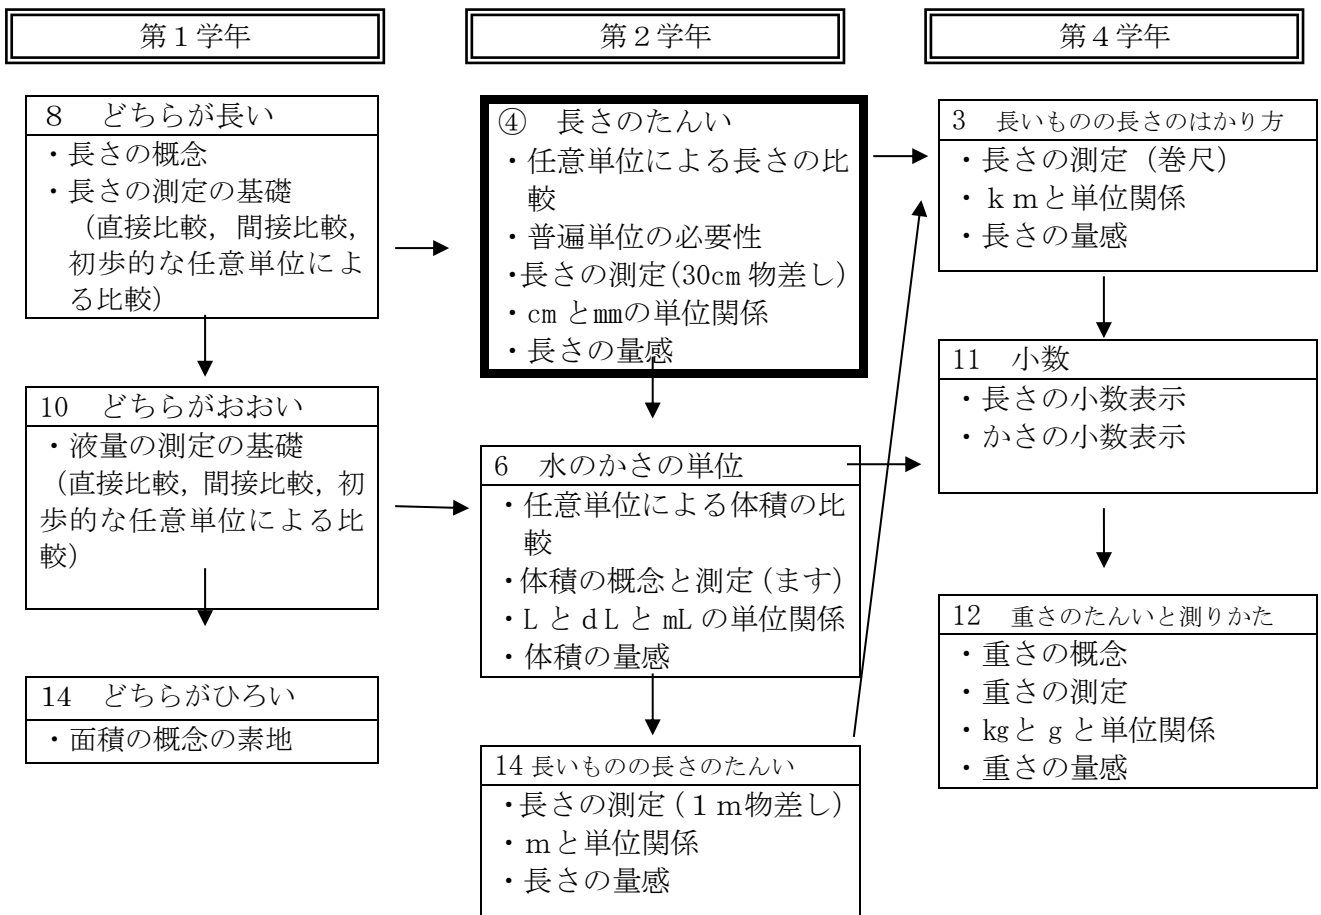 第１学年
8　どちらが長い
・長さの概念
・長さの測定の基礎
（直接比較，間接比較，
初歩的な任意単位によ
る比較）
10　どちらがおおい
・液量の測定の基礎
（直接比較，間接比較，初
歩的な任意単位による比
較）
14　どちらがひろい
・面積の概念の素地
第２学年
④　長さのたんい
・任意単位による長さの比
較
・普遍単位の必要性
・長さの測定（30cm 物差し）
・cm と㎜の単位関係
・長さの量感
6　水のかさの単位
・任意単位による体積の比
較
・体積の概念と測定（ます）
・L と dL と mL の単位関係
・体積の量感
14 長いものの長さのたんい
・長さの測定（１ｍ物差し）
・ｍと単位関係
・長さの量感
第４学年
3　長いものの長さのはかり方
・長さの測定（巻尺）
・ｋｍと単位関係
・長さの量感
11　小数
・長さの小数表示
・かさの小数表示
12　重さのたんいと測りかた
・重さの概念
・重さの測定
・㎏とｇと単位関係
・重さの量感